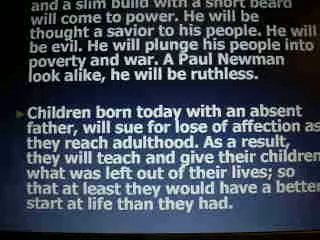 and a slim build with a short beard
will come to power. He will be
thought a savior to his people. He will
be evil. He will plunge his people into
poverty and war. A Paul Newman
look alike, he will be ruthless.
Children born today with an absent
father, will sue for lose of affection as
they reach adulthood. As a result,
they will teach and give their children
what was left out of their lives; so
that at least they would have a better
start at life than they had.